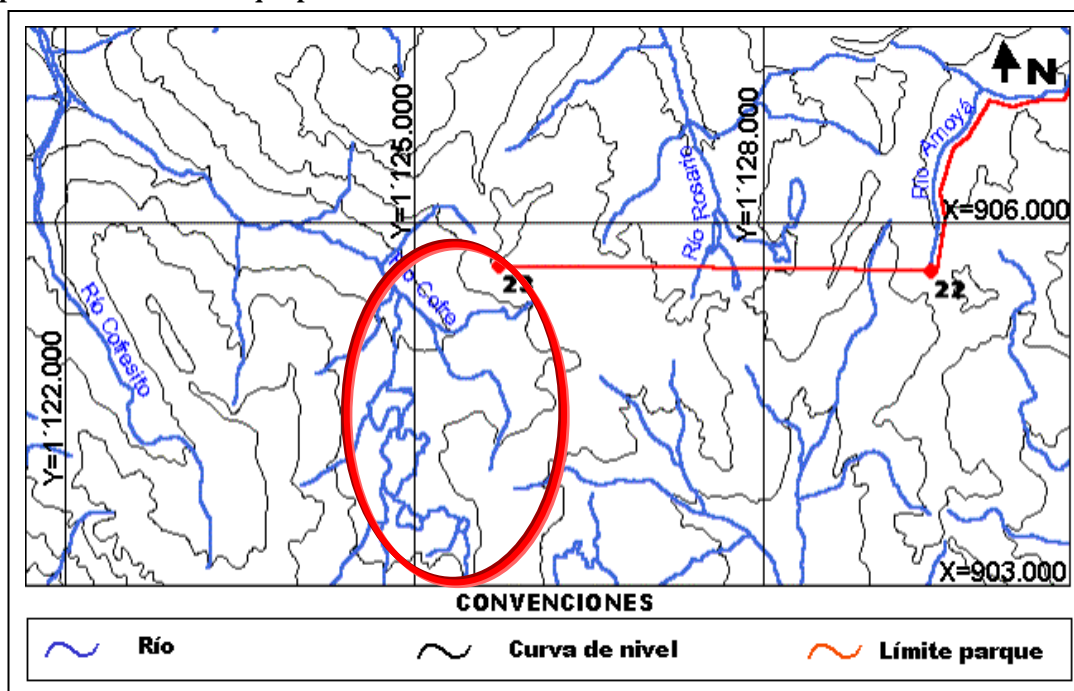 N
Y=1´122.000
Y=1´125.000
Y=1´128.000
X=906.000
X=903.000
Río Amoyá
Río Rosario
Río Cofre
Río Cofresito
23
22
CONVENCIONES
Río
Curva de nivel
Límite parque